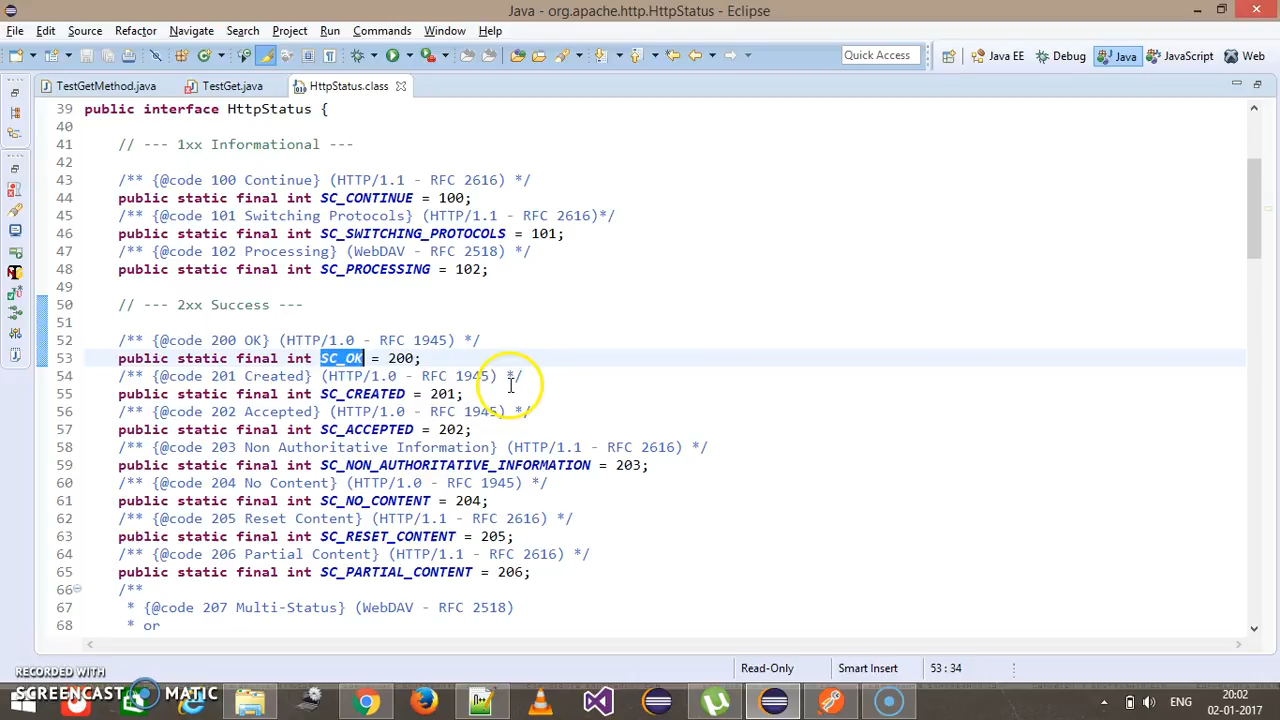 Java - org.apache.http.HttpStatus - Eclipse
File Edit Source Refactor Navigate Search Project Run Commands Window Help
Quick Access Java EE Debug Java JavaScript Web
TestGetMethod.java TestGet.java HttpStatus.class
39 public interface HttpStatus {
40
41 // --- 1xx Informational ---
42
43 /** {@code 100 Continue} (HTTP/1.1 - RFC 2616) */
44 public static final int SC_CONTINUE = 100;
45 /** {@code 101 Switching Protocols} (HTTP/1.1 - RFC 2616)*/
46 public static final int SC_SWITCHING_PROTOCOLS = 101;
47 /** {@code 102 Processing} (WebDAV - RFC 2518) */
48 public static final int SC_PROCESSING = 102;
49
50 // --- 2xx Success ---
51
52 /** {@code 200 OK} (HTTP/1.0 - RFC 1945) */
53 public static final int SC_OK = 200;
54 /** {@code 201 Created} (HTTP/1.0 - RFC 1945) */
55 public static final int SC_CREATED = 201;
56 /** {@code 202 Accepted} (HTTP/1.0 - RFC 1945) */
57 public static final int SC_ACCEPTED = 202;
58 /** {@code 203 Non Authoritative Information} (HTTP/1.1 - RFC 2616) */
59 public static final int SC_NON_AUTHORITATIVE_INFORMATION = 203;
60 /** {@code 204 No Content} (HTTP/1.0 - RFC 1945) */
61 public static final int SC_NO_CONTENT = 204;
62 /** {@code 205 Reset Content} (HTTP/1.1 - RFC 2616) */
63 public static final int SC_RESET_CONTENT = 205;
64 /** {@code 206 Partial Content} (HTTP/1.1 - RFC 2616) */
65 public static final int SC_PARTIAL_CONTENT = 206;
66 /**
67 * {@code 207 Multi-Status} (WebDAV - RFC 2518)
68 * or
Read-Only Smart Insert 53 : 34
RECORDED WITH
SCREENCAST MATIC
ENG
20:02
02-01-2017